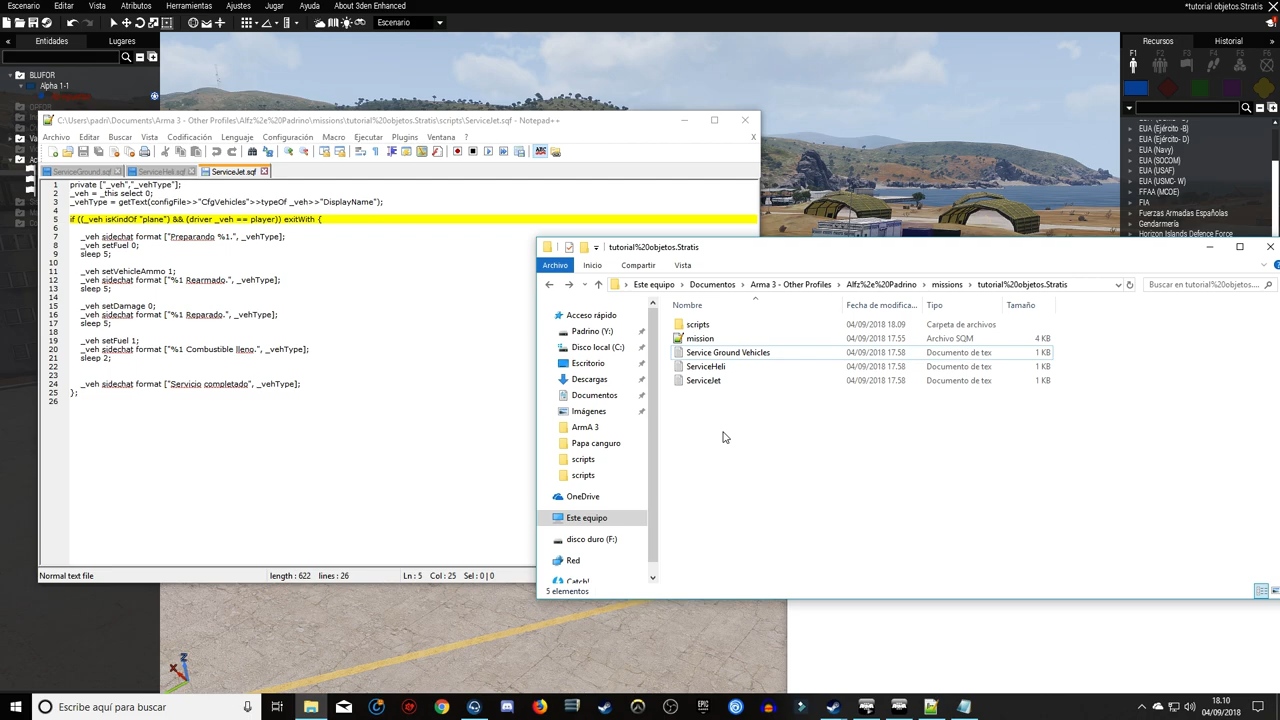 Escenario Editar Vista Atributos Herramientas Ajustes Jugar Ayuda About 3den Enhanced *tutorial objetos.Stratis
Escenario
Entidades Lugares
BLUFOR
Alpha 1-1
Recursos Historial
F1 F2 F3 F4 F5 F6
EUA (Ejército -B)
EUA (Ejército- D)
EUA (Navy)
EUA (SOCOM)
EUA (USAF)
EUA (USMC- W)
FFAA (MCOE)
FIA
Fuerzas Armadas Españolas
Gendarmería
Horizon Islands Defence Force
C:\Users\padri\Documents\Arma 3 - Other Profiles\Alfz%2e%20Padrino\missions\tutorial%20objetos.Stratis\scripts\ServiceJet.sqf - Notepad++
Archivo Editar Buscar Vista Codificación Lenguaje Configuración Macro Ejecutar Plugins Ventana ? X
ServiceGround.sqf ServiceHeli.sqf ServiceJet.sqf
1 private ["_veh","_vehType"];
2 _veh = _this select 0;
3 _vehType = getText(configFile>>"CfgVehicles">>typeOf _veh>>"DisplayName");
4
5 if ((_veh isKindOf "plane") && (driver _veh == player)) exitWith {
6
7 _veh sidechat format ["Preparando %1.", _vehType];
8 _veh setFuel 0;
9 sleep 5;
10
11 _veh setVehicleAmmo 1;
12 _veh sidechat format ["%1 Rearmado.", _vehType];
13 sleep 5;
14
15 _veh setDamage 0;
16 _veh sidechat format ["%1 Reparado.", _vehType];
17 sleep 5;
18
19 _veh setFuel 1;
20 _veh sidechat format ["%1 Combustible lleno.", _vehType];
21 sleep 2;
22
23
24 _veh sidechat format ["Servicio completado", _vehType];
25 };
26
Normal text file length : 622 lines : 26 Ln : 5 Col : 25 Sel : 0 | 0
tutorial%20objetos.Stratis
Archivo Inicio Compartir Vista
Este equipo Documentos Arma 3 - Other Profiles Alfz%2e%20Padrino missions tutorial%20objetos.Stratis Buscar en tutorial%20objetos....
Nombre Fecha de modifica... Tipo Tamaño
scripts 04/09/2018 18.09 Carpeta de archivos
mission 04/09/2018 17.55 Archivo SQM 4 KB
Service Ground Vehicles 04/09/2018 17.58 Documento de tex 1 KB
ServiceHeli 04/09/2018 17.58 Documento de tex 1 KB
ServiceJet 04/09/2018 17.58 Documento de tex 1 KB
Acceso rápido
Padrino (Y:)
Disco local (C:)
Escritorio
Descargas
Documentos
Imágenes
ArmA 3
Papa canguro
scripts
scripts
OneDrive
Este equipo
disco duro (F:)
Red
Catch!
5 elementos
Z
X
Escribe aquí para buscar
EPIC
GAMES
18.10
04/09/2018